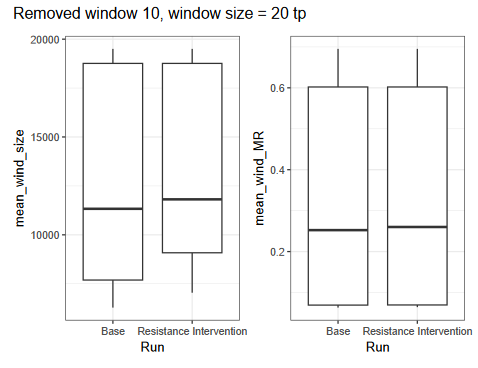 Removed window 10, window size = 20 tp
mean_wind_size
20000
15000
10000
Base
Resistance Intervention
Run
mean_wind_MR
0.6
0.4
0.2
Base
Resistance Intervention
Run